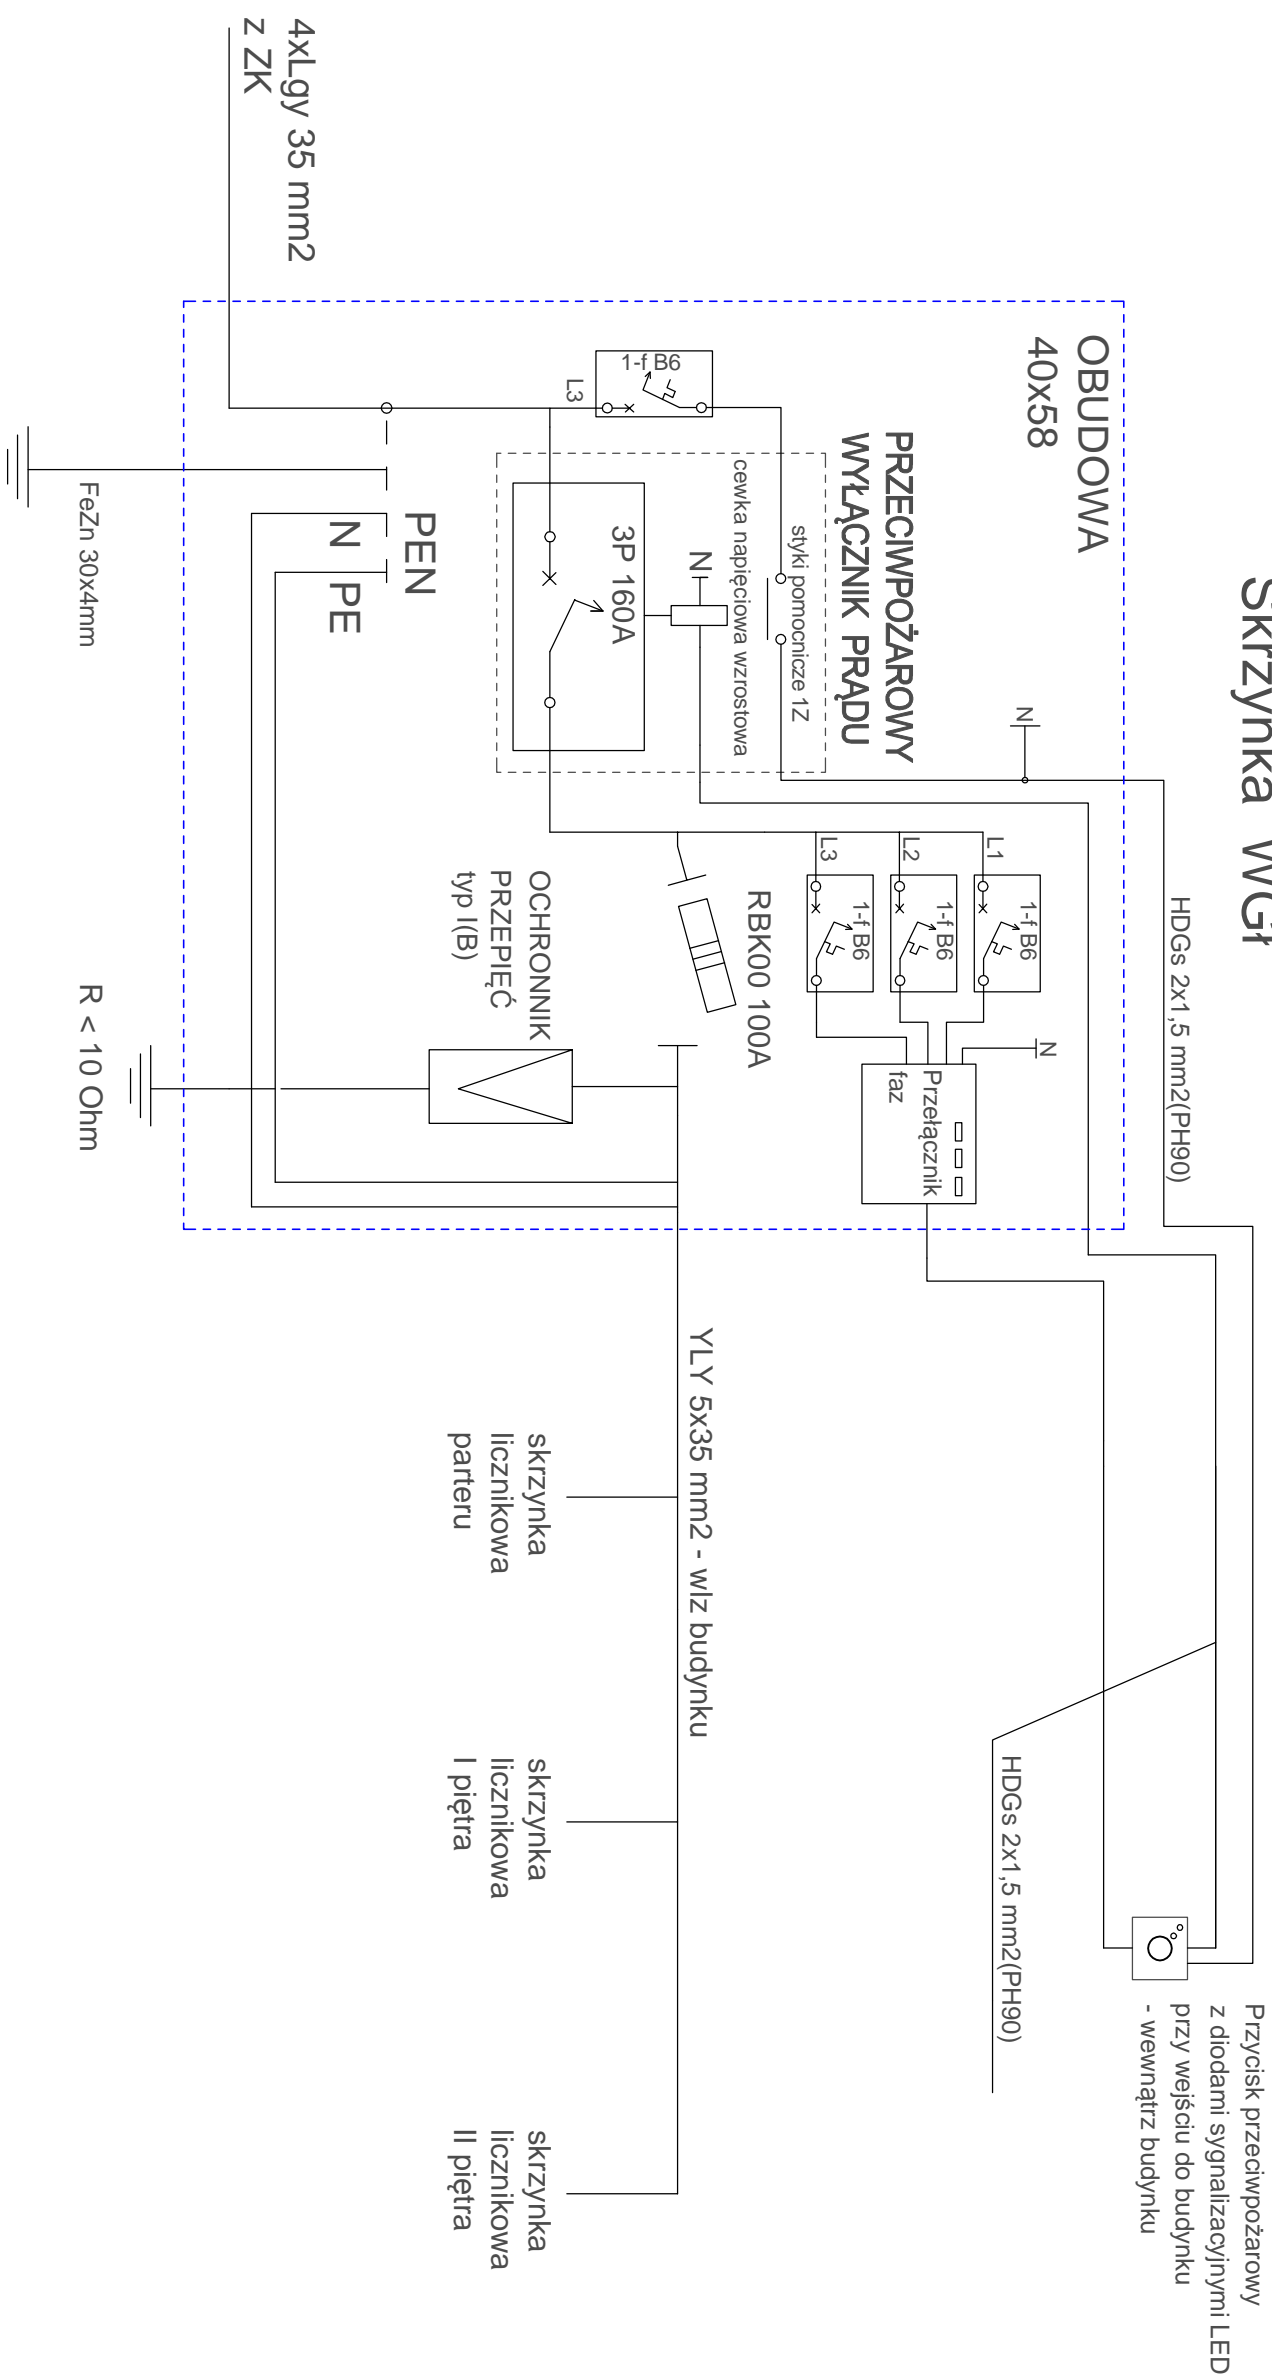 Skrzynka WGł
OBUDOWA
40x58
HDGs 2x1,5 mm2(PH90)
Przycisk przeciwpożarowy
z diodami sygnalizacyjnymi LED
przy wejściu do budynku
- wewnątrz budynku
HDGs 2x1,5 mm2(PH90)
N
N
L1
1-f B6
L2
1-f B6
L3
1-f B6
Przełącznik
faz
PRZECIWPOŻAROWY
WYŁĄCZNIK PRĄDU
styki pomocnicze 1Z
cewka napięciowa wzrostowa
N
3P 160A
1-f B6
L3
RBK00 100A
YLY 5x35 mm2 - wlz budynku
OCHRONNIK
PRZEPIĘĆ
typ I(B)
skrzynka
licznikowa
parteru
skrzynka
licznikowa
I piętra
skrzynka
licznikowa
II piętra
PEN
N PE
4xLgy 35 mm2
z ZK
FeZn 30x4mm
R < 10 Ohm